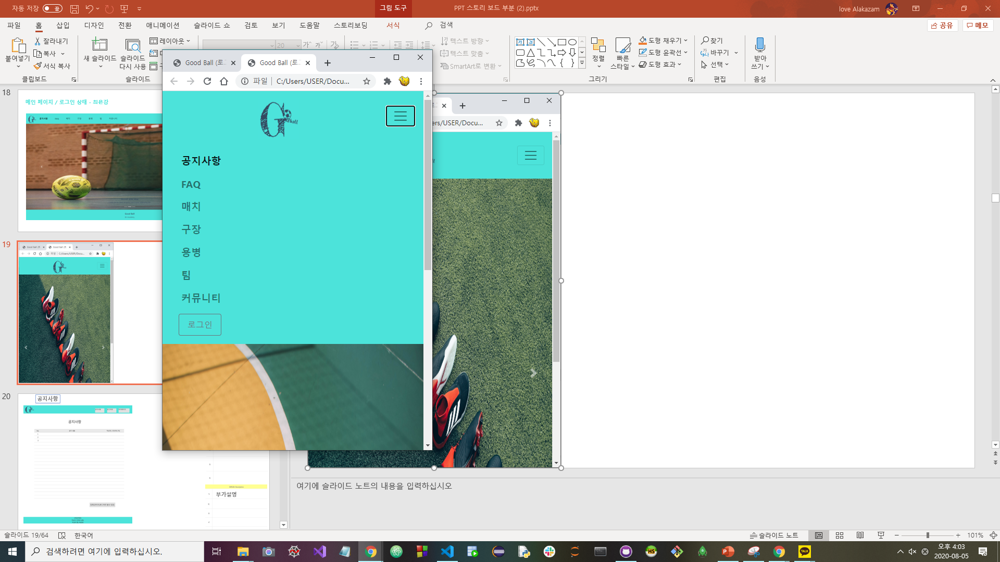 자동 저장 끔
그림 도구
PPT 스토리 보드 부분 (2).pptx
love Alakazam
파일 홈 삽입 디자인 전환 애니메이션 슬라이드 쇼 검토 보기 도움말 스토리보딩 서식 검색
공유 메모
붙여넣기
잘라내기
복사
서식 복사
클립보드
새 슬라이드
슬라이드
다시 사용
레이아웃
슬라이드
20
텍스트 방향
텍스트 맞춤
SmartArt로 변환
정렬
빠른
스타일
도형 채우기
도형 윤곽선
도형 효과
그리기
찾기
바꾸기
선택
편집
받아
쓰기
음성
18
메인 페이지 / 로그인 상태 - 최은강
19
20
공지사항
공지사항
부가설명
Good Ball (로그
Good Ball (로그
파일 C:/Users/USER/Docu...
공지사항
FAQ
매치
구장
용병
팀
커뮤니티
로그인
ers/USER/Docu...
여기에 슬라이드 노트의 내용을 입력하십시오
슬라이드 19/64
한국어
슬라이드 노트
101%
검색하려면 여기에 입력하십시오.
HS
TALK
오후 4:03
2020-08-05